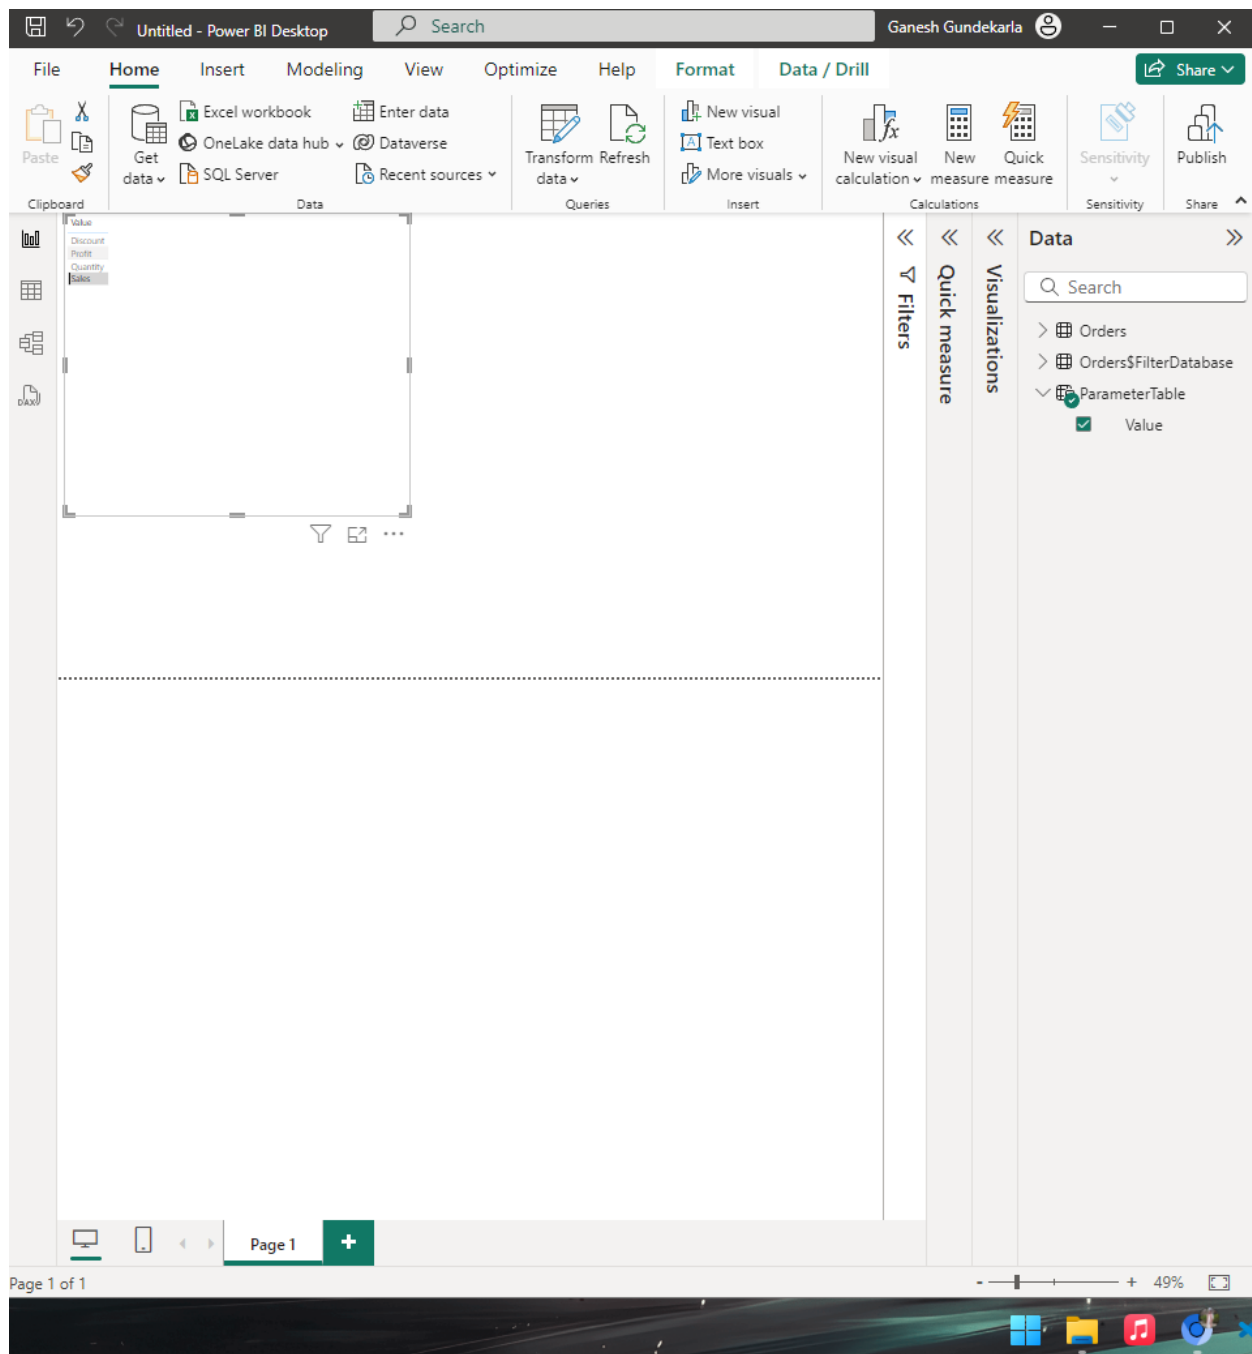 Untitled - Power BI Desktop
Search
Ganesh Gundekarla
File Home Insert Modeling View Optimize Help Format Data / Drill
Share
Paste
Clipboard
Get data
Excel workbook
OneLake data hub
SQL Server
Enter data
Dataverse
Recent sources
Data
Transform data
Refresh
Queries
New visual
Text box
More visuals
Insert
New visual calculation
New measure
Quick measure
Calculations
Sensitivity
Sensitivity
Publish
Share
Value
Discount
Profit
Quantity
Sales
DAX
Filters
Quick measure
Visualizations
Data
Search
Orders
Orders$FilterDatabase
ParameterTable
Value
Page 1
Page 1 of 1
- + 49%